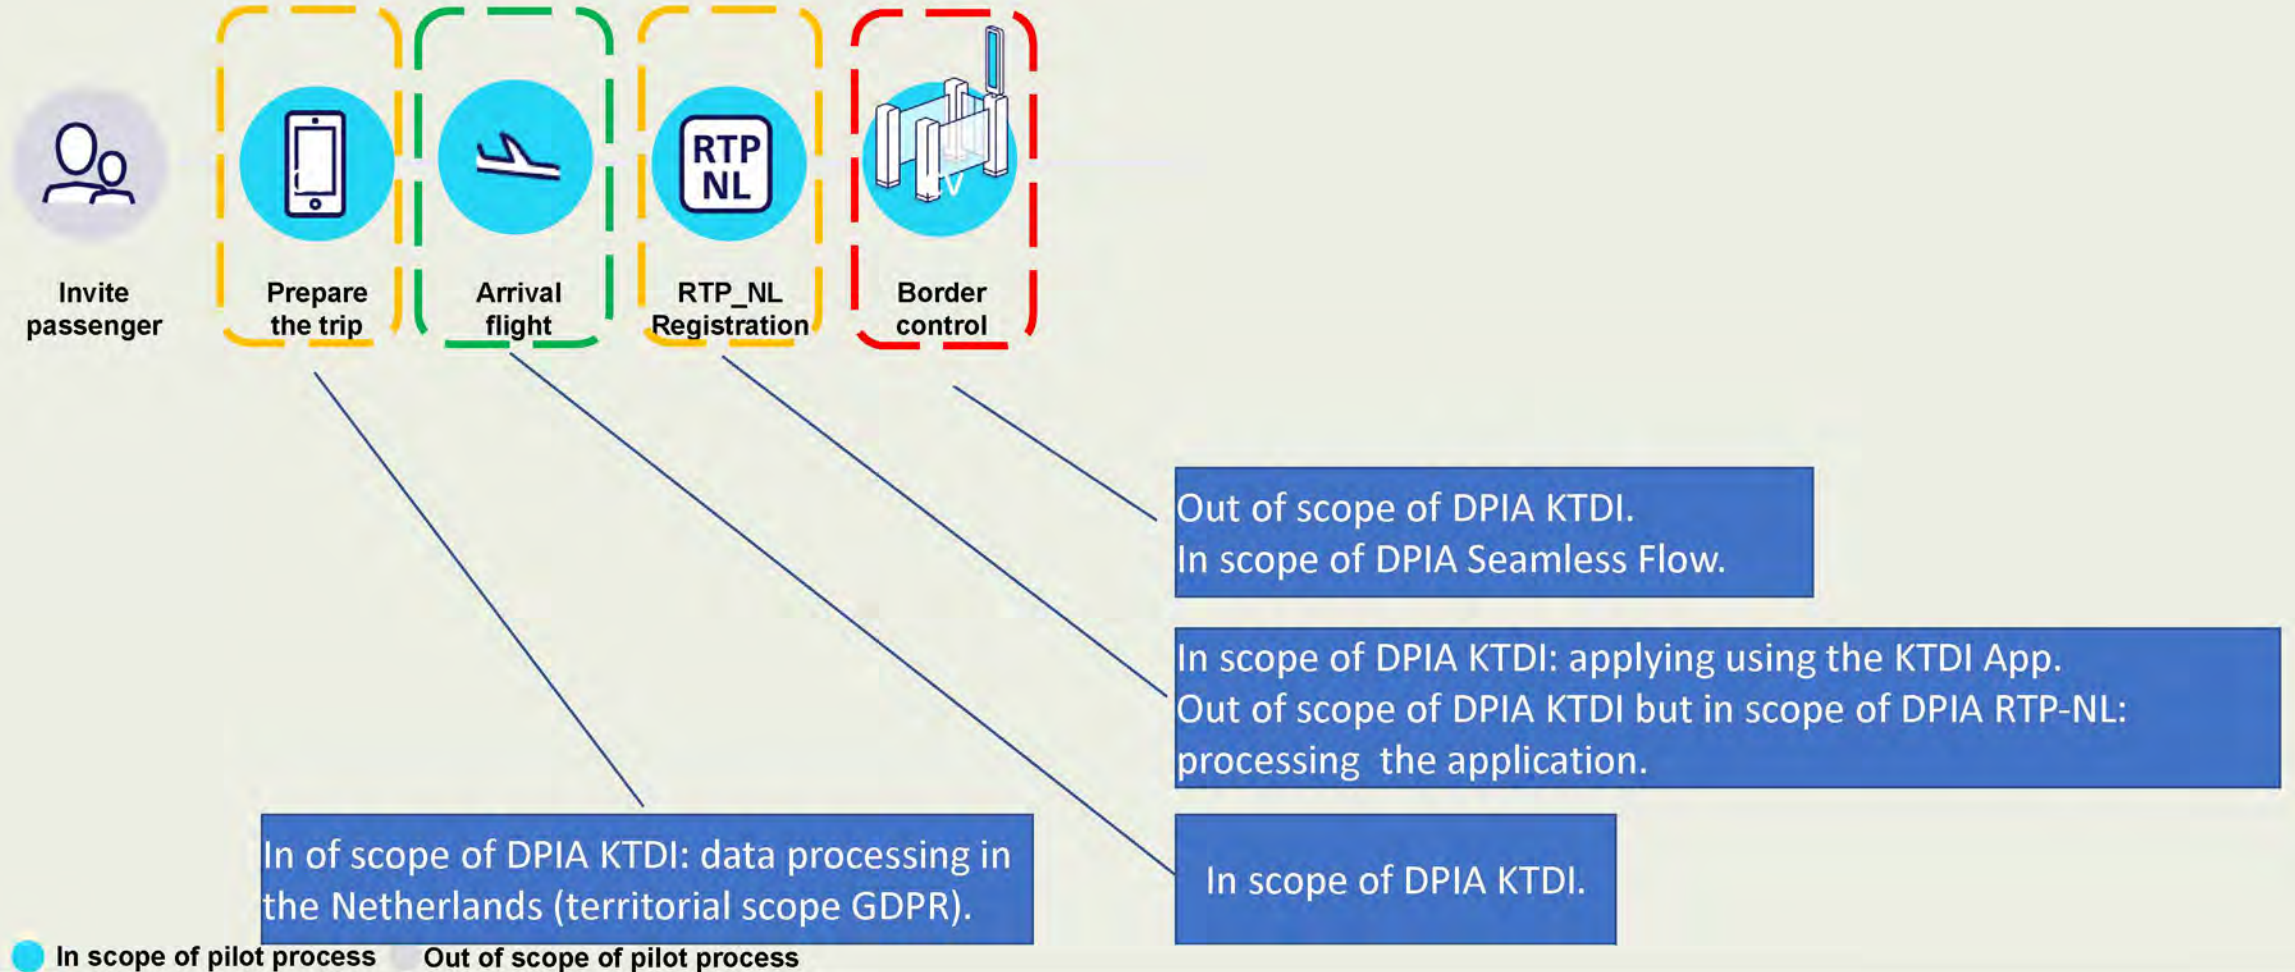 RTP
NL
LV
Invite
passenger
Prepare
the trip
Arrival
flight
RTP_NL
Registration
Border
control
Out of scope of DPIA KTDI.
In scope of DPIA Seamless Flow.
In scope of DPIA KTDI: applying using the KTDI App.
Out of scope of DPIA KTDI but in scope of DPIA RTP-NL:
processing the application.
In of scope of DPIA KTDI: data processing in
the Netherlands (territorial scope GDPR).
In scope of DPIA KTDI.
In scope of pilot process
Out of scope of pilot process